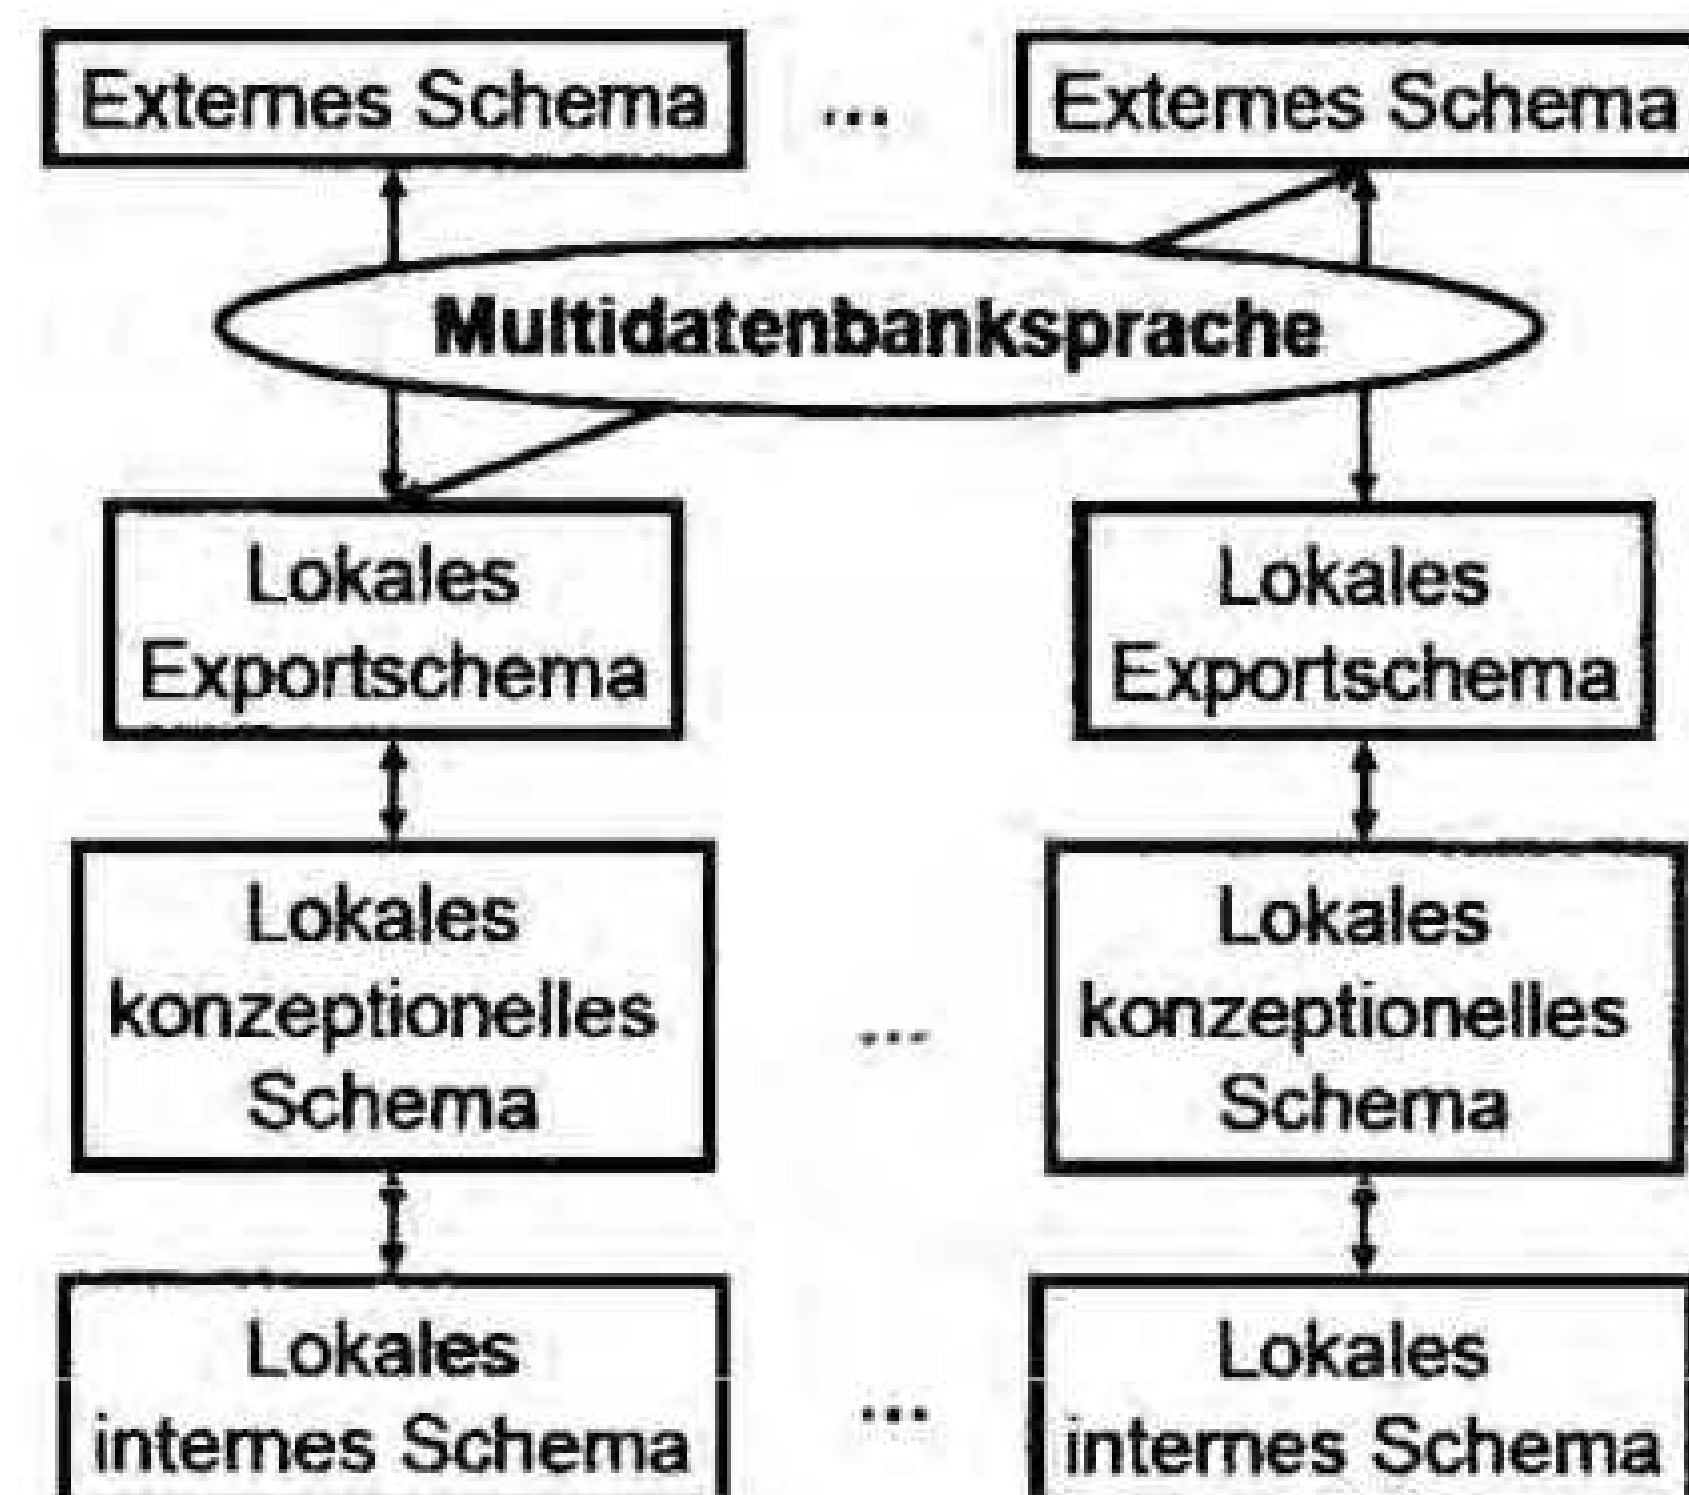 Externes Schema ... Externes Schema
Multidatenbanksprache
Lokales Lokales
Exportschema Exportschema
Lokales Lokales
konzeptionelles ... konzeptionelles
Schema Schema
Lokales Lokales
... 
internes Schema internes Schema